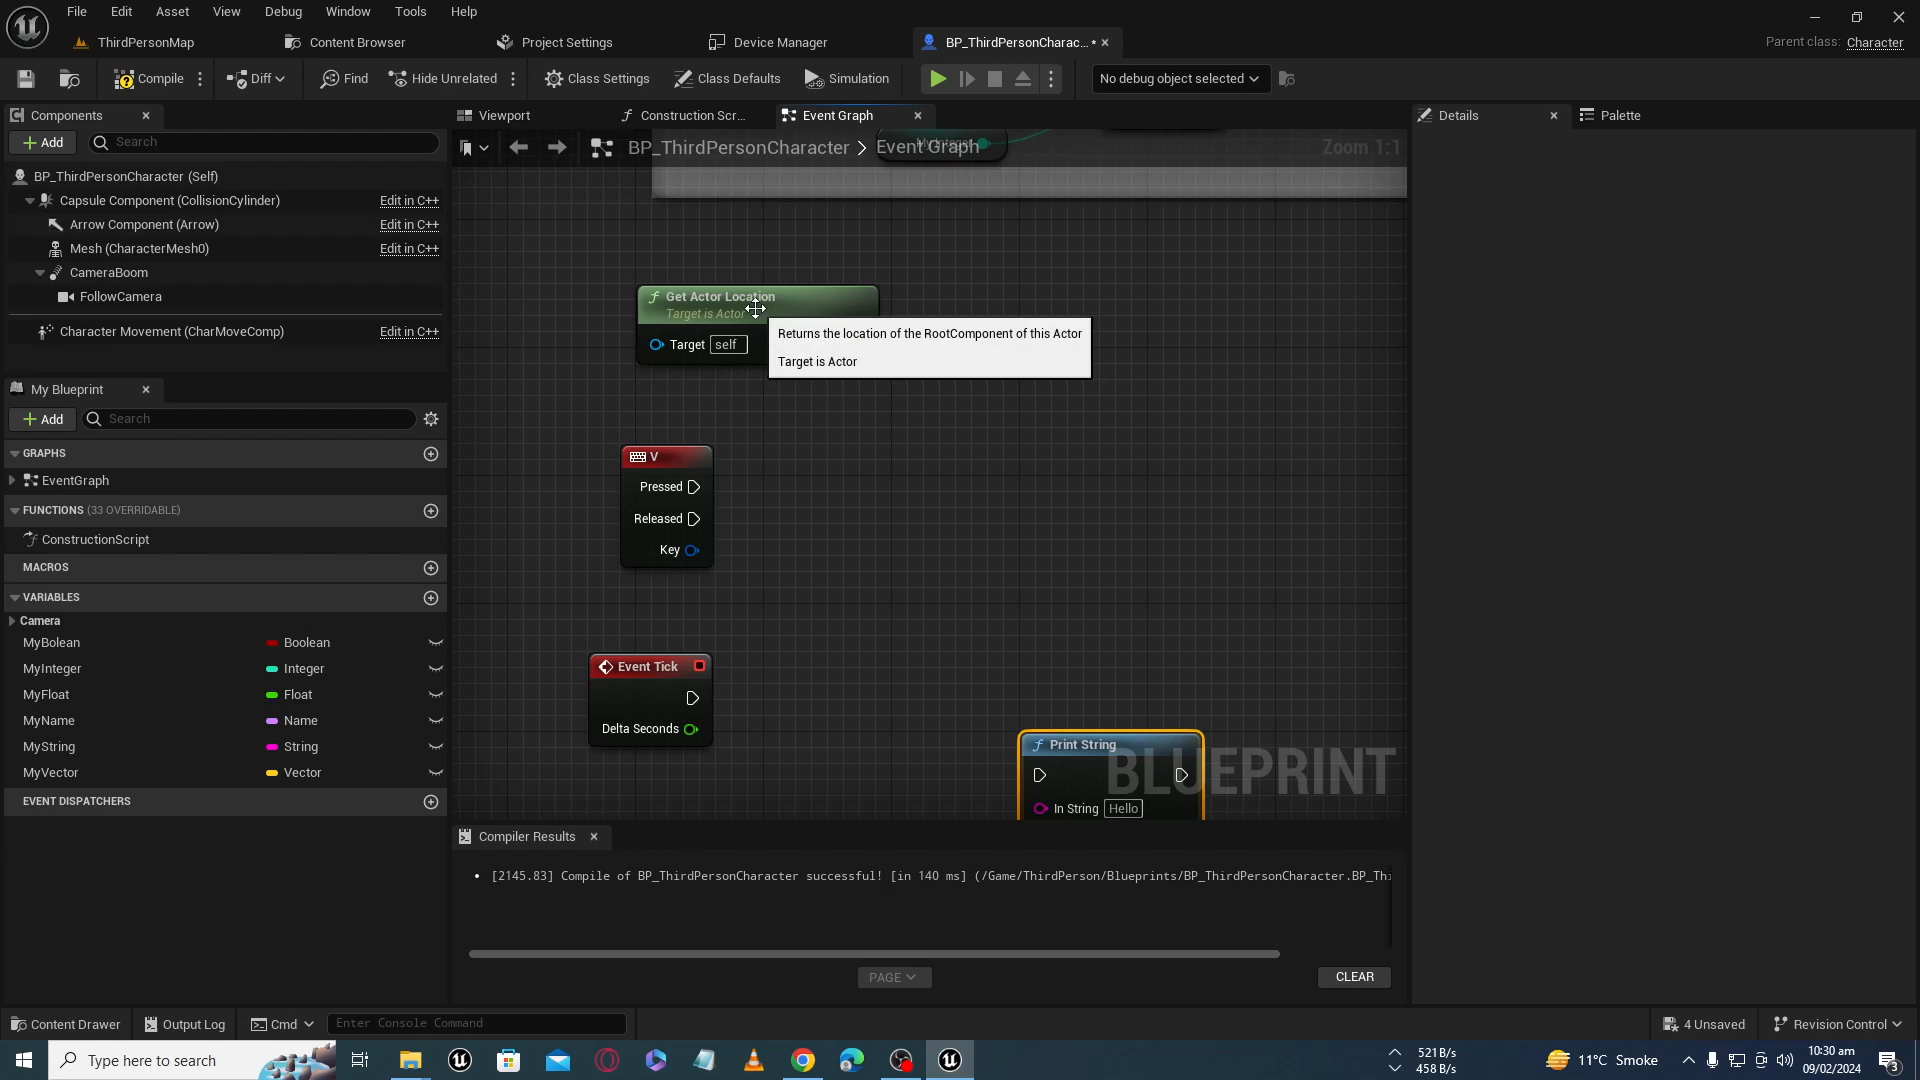 File Edit Asset View Debug Window Tools Help
ThirdPersonMap Content Browser Project Settings Device Manager BP_ThirdPersonCharac... •
Parent class: Character
Compile Diff Find Hide Unrelated Class Settings Class Defaults Simulation No debug object selected
Components
Add Search
BP_ThirdPersonCharacter (Self)
Capsule Component (CollisionCylinder) Edit in C++
Arrow Component (Arrow) Edit in C++
Mesh (CharacterMesh0) Edit in C++
CameraBoom
FollowCamera
Character Movement (CharMoveComp) Edit in C++
My Blueprint
Add Search
GRAPHS
EventGraph
FUNCTIONS (33 OVERRIDABLE)
ConstructionScript
MACROS
VARIABLES
Camera
MyBolean Boolean
MyInteger Integer
MyFloat Float
MyName Name
MyString String
MyVector Vector
EVENT DISPATCHERS
Viewport Construction Scr... Event Graph
BP_ThirdPersonCharacter > Event Graph
My Integer
Zoom 1:1
Get Actor Location
Target is Actor
Target self
Returns the location of the RootComponent of this Actor
Target is Actor
V
Pressed
Released
Key
Event Tick
Delta Seconds
Print String
In String Hello
BLUEPRINT
Compiler Results
• [2145.83] Compile of BP_ThirdPersonCharacter successful! [in 140 ms] (/Game/ThirdPerson/Blueprints/BP_ThirdPersonCharacter.BP_Thi
PAGE
CLEAR
Details Palette
Content Drawer Output Log Cmd Enter Console Command
4 Unsaved Revision Control
Type here to search
521 B/s
458 B/s
11°C Smoke
10:30 am
09/02/2024
3